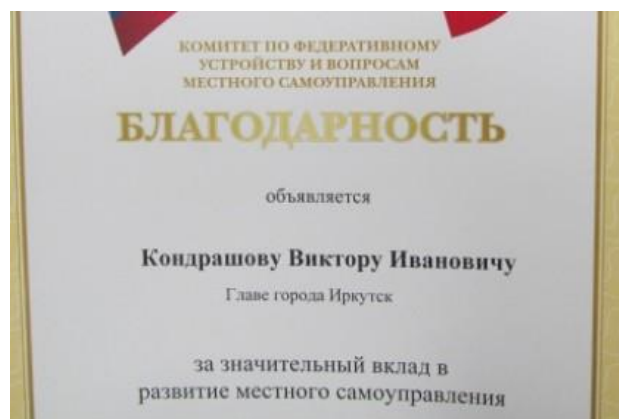 КОМИТЕТ ПО ФЕДЕРАТИВНОМУ
УСТРОЙСТВУ И ВОПРОСАМ
МЕСТНОГО САМОУПРАВЛЕНИЯ
БЛАГОДАРНОСТЬ
объявляется
Кондрашову Виктору Ивановичу
Главе города Иркутск
за значительный вклад в
развитие местного самоуправления